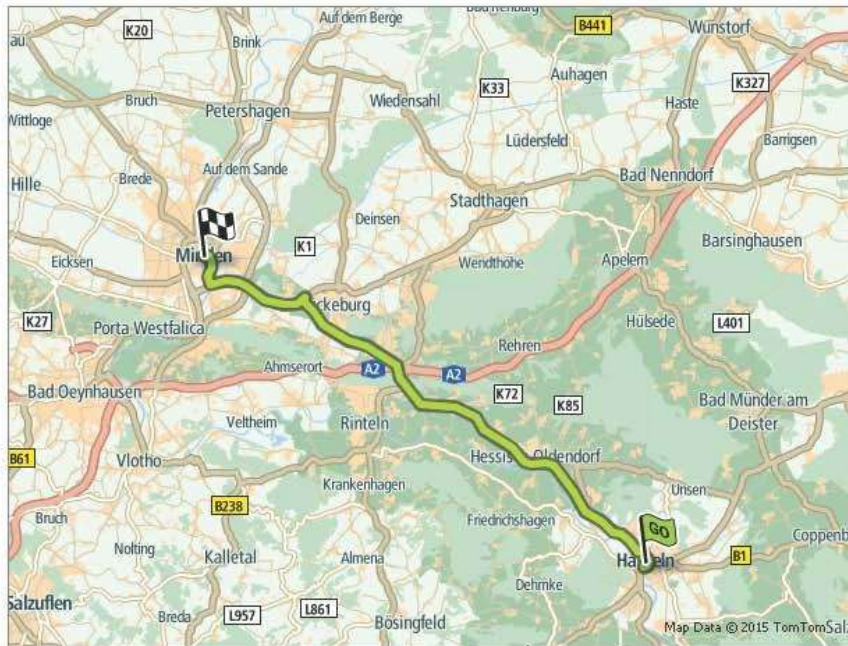 Auf dem Berge
B441
Wunstorf
K20
Brink
Auhagen
K33
K327
Bruch
Petershagen
Wiedensahl
Haste
Wittloge
Lüdersfeld
Barrigsen
Auf dem Sande
Brede
Bad Nenndorf
Hille
Stadthagen
Deinsen
K1
Barsinghausen
Eicksen
Wendthöhe
Apelern
K27
Porta Westfalica
Hülsede
L401
Rehren
Ahmserort
A2
A2
Bad Oeynhausen
K72
K85
Bad Münder am
Deister
Veltheim
Rinteln
B61
Vlotho
Oldendorf
Krankenhagen
Unsen
B238
Bruch
Friedrichshagen
GO
Nolting
Kalletal
Almena
B1
Coppenb
Dehmke
Salzuflen
Breda
L957
L861
Bösingfeld
Map Data © 2015 TomTom
Salz